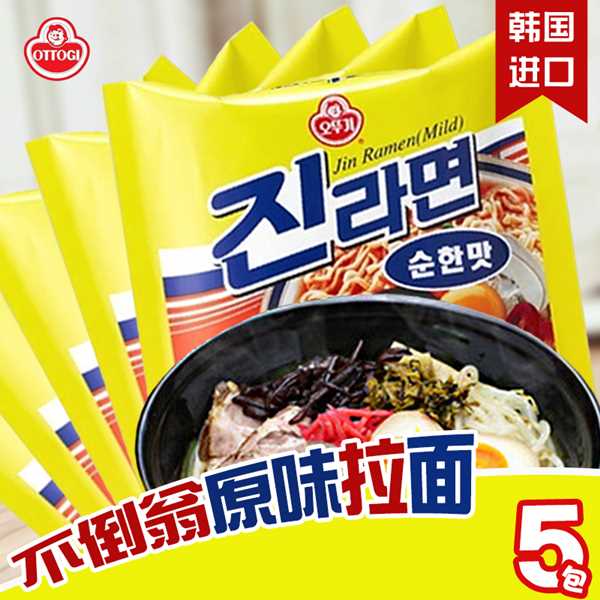 OTTOGI
韩国
进口
오뚜기
Jin Ramen(Mild)
진라면
순한맛
不倒翁原味拉面
5包